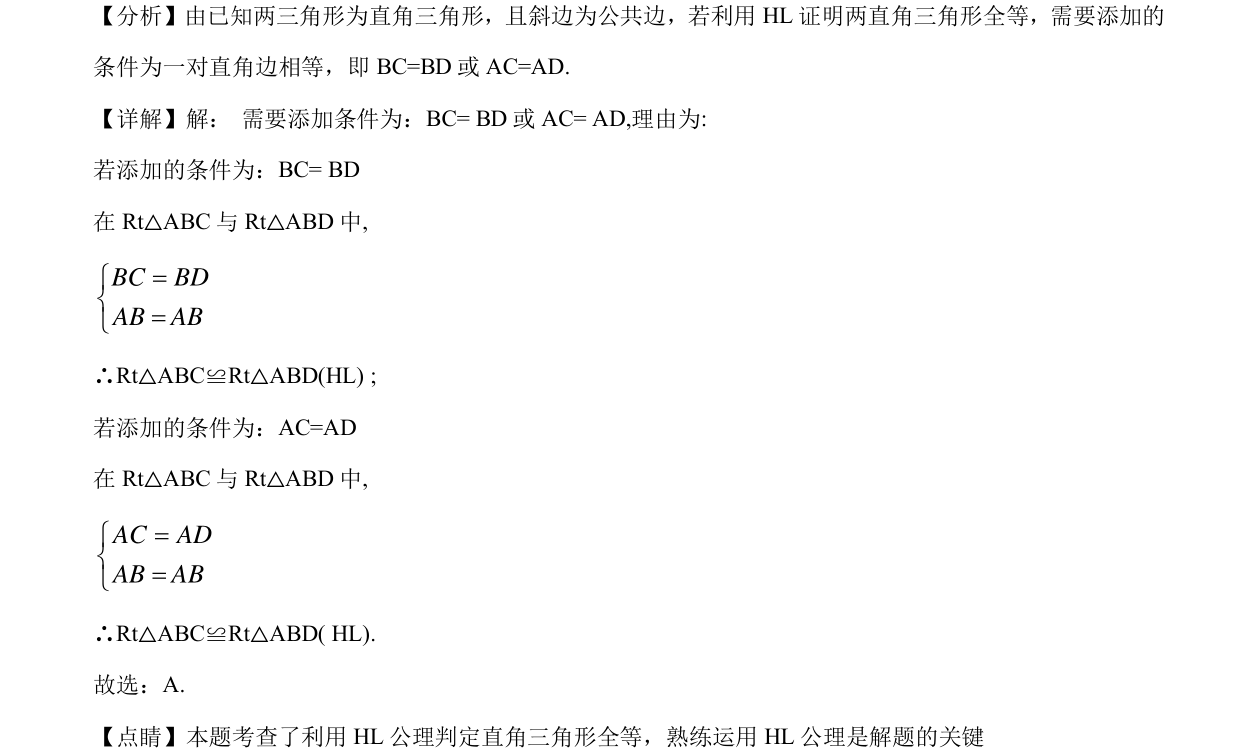 【分析】由已知两三角形为直角三角形，且斜边为公共边，若利用 HL 证明两直角三角形全等，需要添加的
条件为一对直角边相等，即 BC=BD 或 AC=AD.
【详解】解： 需要添加条件为：BC= BD 或 AC= AD,理由为:
若添加的条件为：BC= BD
在 Rt△ABC 与 Rt△ABD 中,
{BC = BD
AB = AB
∴Rt△ABC≌Rt△ABD(HL) ;
若添加的条件为：AC=AD
在 Rt△ABC 与 Rt△ABD 中,
{AC = AD
AB = AB
∴Rt△ABC≌Rt△ABD( HL).
故选：A.
【点睛】本题考查了利用 HL 公理判定直角三角形全等，熟练运用 HL 公理是解题的关键